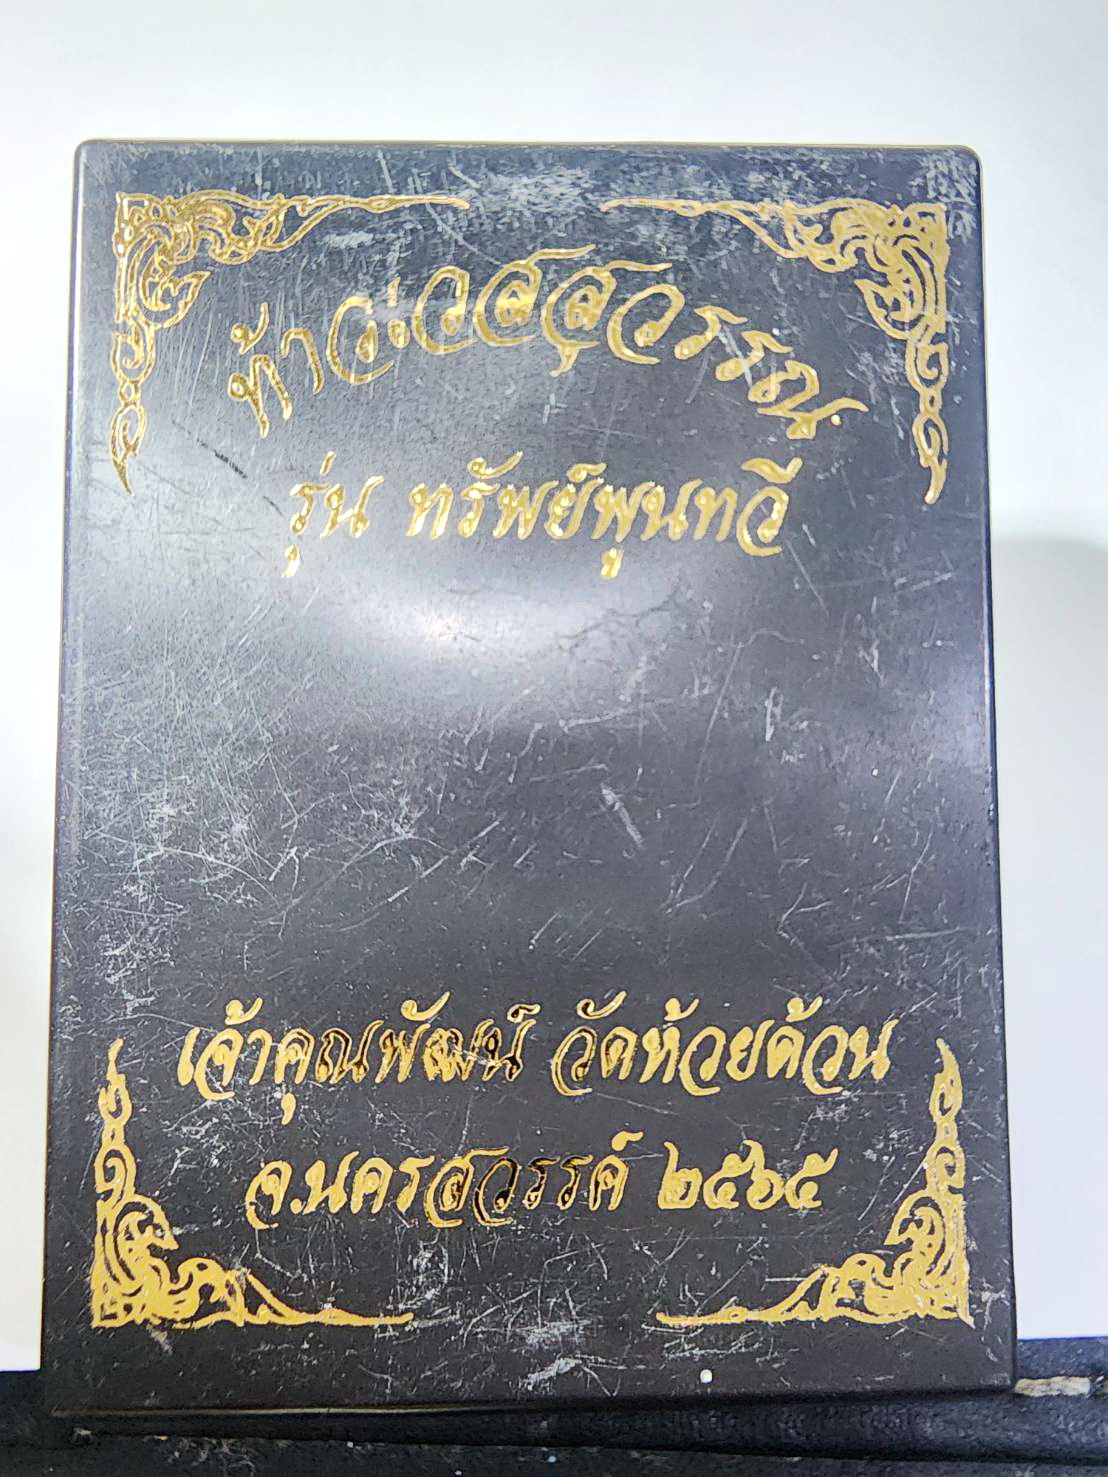 ท้าวเวสสุวรรณ
รุ่น ทรัพย์พูนทวี
เจ้าคุณพัฒน์ วัดห้วยด้วน
จ.นครสวรรค์ ๒๕๖๕